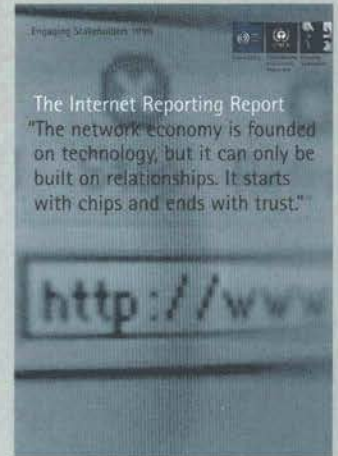 Engaging Stakeholders 1999
The Internet Reporting Report
"The network economy is founded
on technology, but it can only be
built on relationships. It starts
with chips and ends with trust."
http://www